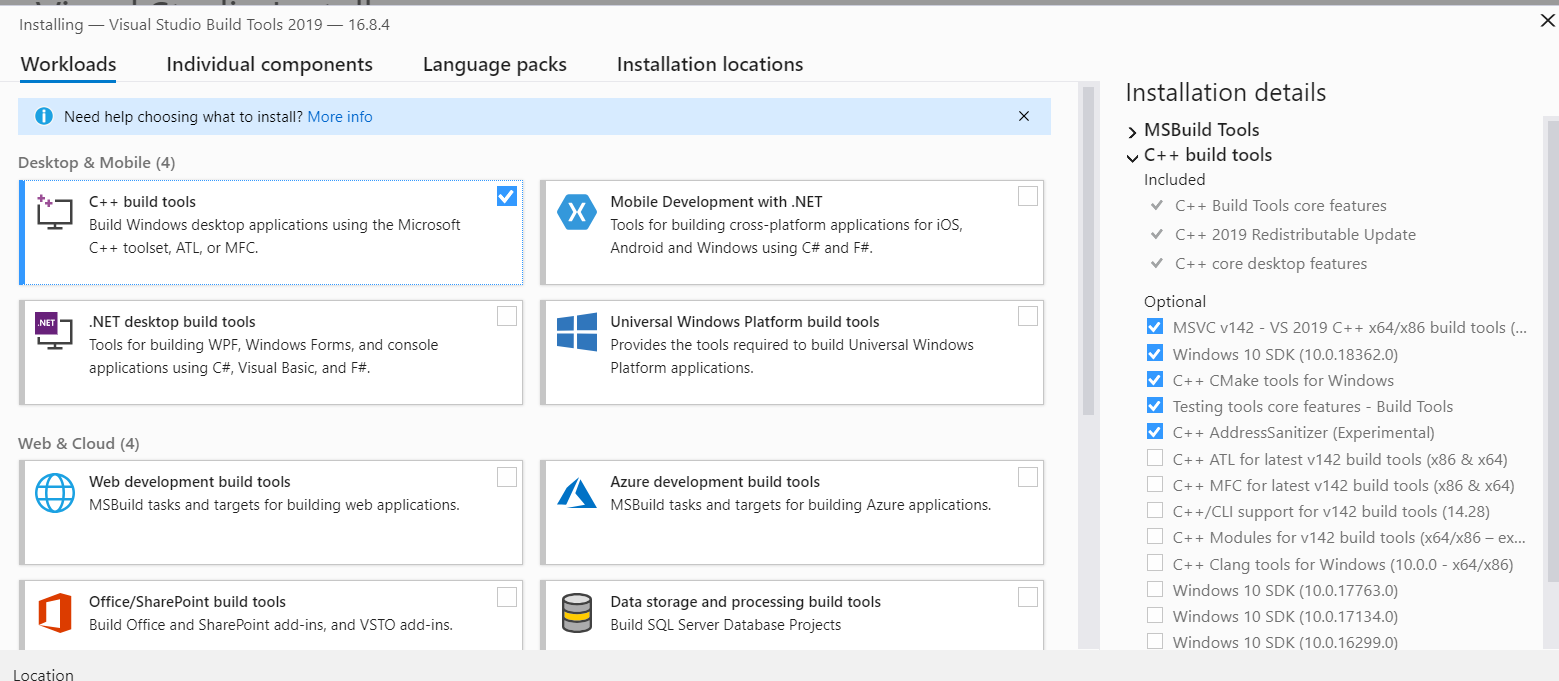 Installing — Visual Studio Build Tools 2019 — 16.8.4
Workloads
Individual components
Language packs
Installation locations
Need help choosing what to install? More info
Desktop & Mobile (4)
C++ build tools
Build Windows desktop applications using the Microsoft
C++ toolset, ATL, or MFC.
Mobile Development with .NET
Tools for building cross-platform applications for iOS,
Android and Windows using C# and F#.
.NET
.NET desktop build tools
Tools for building WPF, Windows Forms, and console
applications using C#, Visual Basic, and F#.
Universal Windows Platform build tools
Provides the tools required to build Universal Windows
Platform applications.
Web & Cloud (4)
Web development build tools
MSBuild tasks and targets for building web applications.
Azure development build tools
MSBuild tasks and targets for building Azure applications.
Office/SharePoint build tools
Build Office and SharePoint add-ins, and VSTO add-ins.
Data storage and processing build tools
Build SQL Server Database Projects
Location
Installation details
MSBuild Tools
C++ build tools
Included
C++ Build Tools core features
C++ 2019 Redistributable Update
C++ core desktop features
Optional
MSVC v142 - VS 2019 C++ x64/x86 build tools (...
Windows 10 SDK (10.0.18362.0)
C++ CMake tools for Windows
Testing tools core features - Build Tools
C++ AddressSanitizer (Experimental)
C++ ATL for latest v142 build tools (x86 & x64)
C++ MFC for latest v142 build tools (x86 & x64)
C++/CLI support for v142 build tools (14.28)
C++ Modules for v142 build tools (x64/x86 – ex...
C++ Clang tools for Windows (10.0.0 - x64/x86)
Windows 10 SDK (10.0.17763.0)
Windows 10 SDK (10.0.17134.0)
Windows 10 SDK (10.0.16299.0)